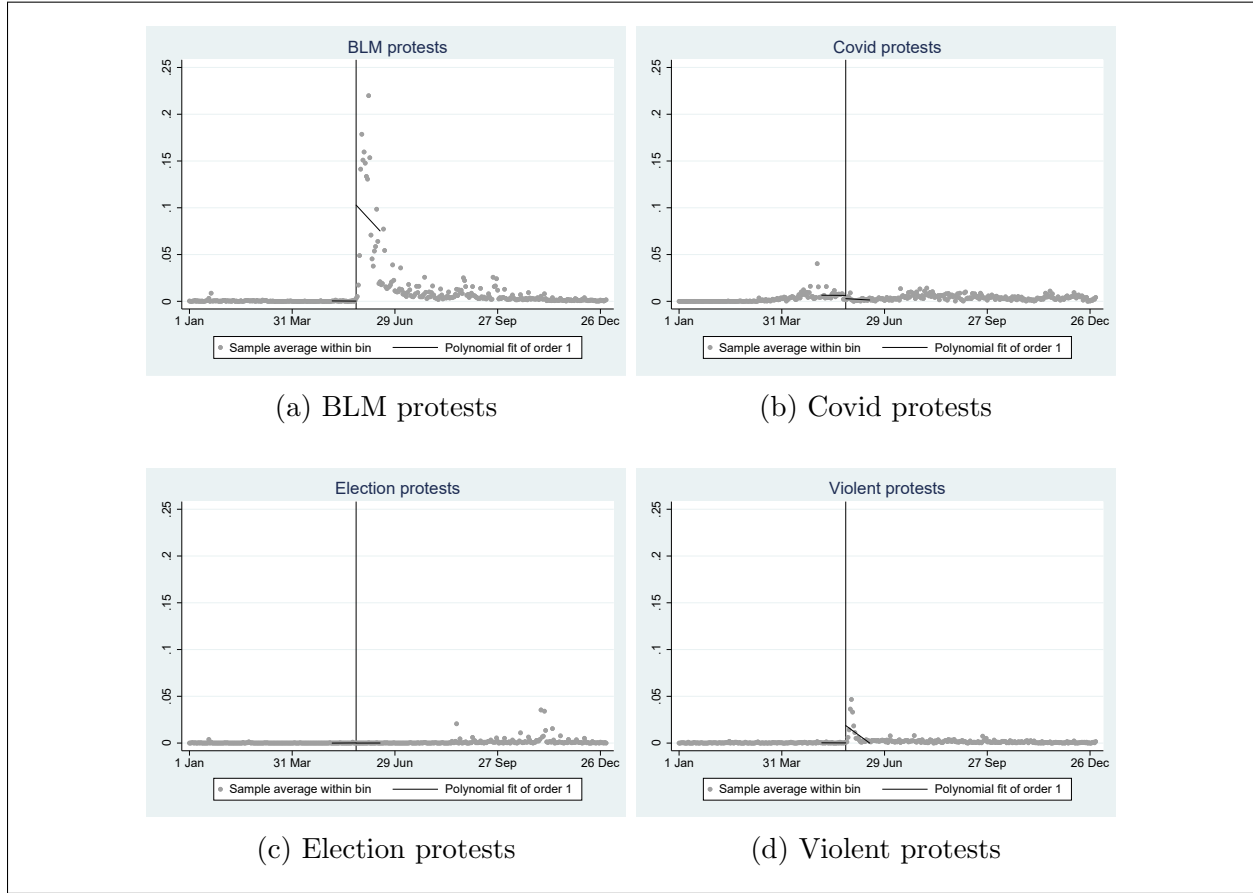 BLM protests
.25
.2
.15
.1
.05
0
1 Jan 31 Mar 29 Jun 27 Sep 26 Dec
Sample average within bin Polynomial fit of order 1
(a) BLM protests
Covid protests
.25
.2
.15
.1
.05
0
1 Jan 31 Mar 29 Jun 27 Sep 26 Dec
Sample average within bin Polynomial fit of order 1
(b) Covid protests
Election protests
.25
.2
.15
.1
.05
0
1 Jan 31 Mar 29 Jun 27 Sep 26 Dec
Sample average within bin Polynomial fit of order 1
(c) Election protests
Violent protests
.25
.2
.15
.1
.05
0
1 Jan 31 Mar 29 Jun 27 Sep 26 Dec
Sample average within bin Polynomial fit of order 1
(d) Violent protests